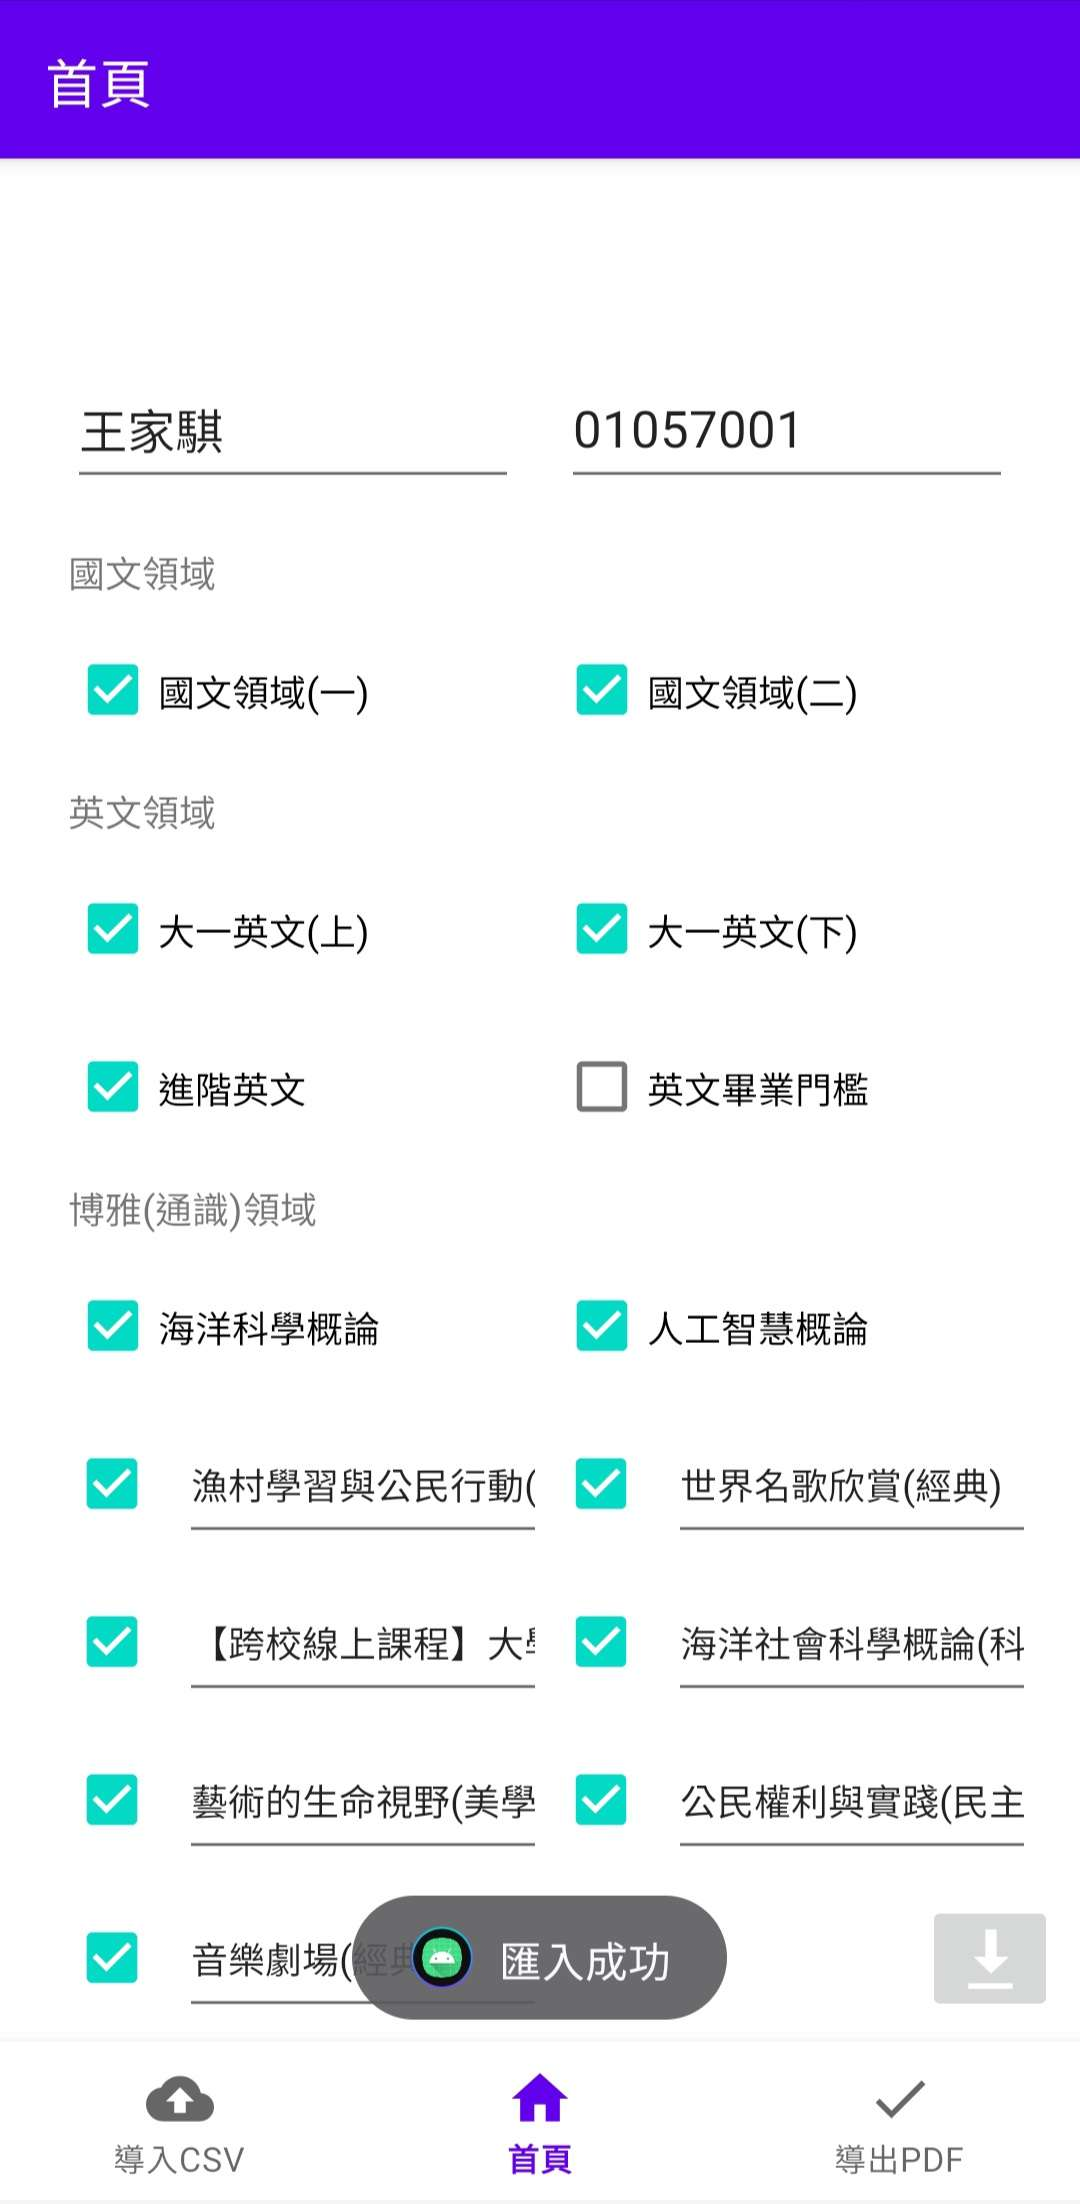 首頁
王家騏 01057001
國文領域
國文領域(一) 國文領域(二)
英文領域
大一英文(上) 大一英文(下)
進階英文 英文畢業門檻
博雅(通識)領域
海洋科學概論 人工智慧概論
漁村學習與公民行動( 世界名歌欣賞(經典)
【跨校線上課程】大 海洋社會科學概論(科
藝術的生命視野(美學 公民權利與實踐(民主
音樂劇場(經典
匯入成功
導入CSV 首頁 導出PDF